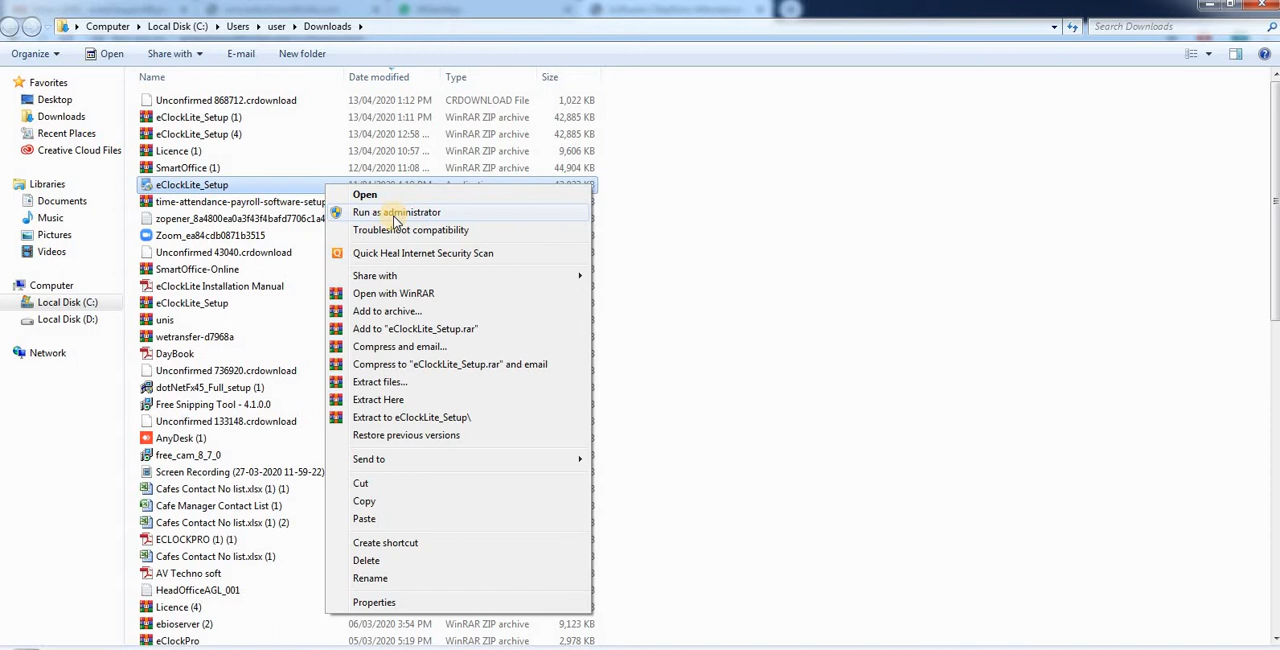 Computer ▸ Local Disk (C:) ▸ Users ▸ user ▸ Downloads ▸
Search Downloads
Organize Open Share with E-mail New folder
Name Date modified Type Size
Favorites
Desktop
Downloads
Recent Places
Creative Cloud Files
Libraries
Documents
Music
Pictures
Videos
Computer
Local Disk (C:)
Local Disk (D:)
Network
Unconfirmed 868712.crdownload 13/04/2020 1:12 PM CRDOWNLOAD File 1,022 KB
eClockLite_Setup (1) 13/04/2020 1:11 PM WinRAR ZIP archive 42,885 KB
eClockLite_Setup (4) 13/04/2020 12:58 ... WinRAR ZIP archive 42,885 KB
Licence (1) 13/04/2020 10:57 ... WinRAR ZIP archive 9,606 KB
SmartOffice (1) 12/04/2020 11:08 ... WinRAR ZIP archive 44,904 KB
eClockLite_Setup
time-attendance-payroll-software-setup
zopener_8a4800ea0a3f43f4bafd7706c1a4
Zoom_ea84cdb0871b3515
Unconfirmed 43040.crdownload
SmartOffice-Online
eClockLite Installation Manual
eClockLite_Setup
unis
wetransfer-d7968a
DayBook
Unconfirmed 736920.crdownload
dotNetFx45_Full_setup (1)
Free Snipping Tool - 4.1.0.0
Unconfirmed 133148.crdownload
AnyDesk (1)
free_cam_8_7_0
Screen Recording (27-03-2020 11-59-22)
Cafes Contact No list.xlsx (1) (1)
Cafe Manager Contact List (1)
Cafes Contact No list.xlsx (1) (2)
ECLOCKPRO (1) (1)
Cafes Contact No list.xlsx (1)
AV Techno soft
HeadOfficeAGL_001
Licence (4)
ebioserver (2) 06/03/2020 3:54 PM WinRAR ZIP archive 9,123 KB
eClockPro 05/03/2020 5:19 PM WinRAR ZIP archive 2,978 KB
Open
Run as administrator
Troubleshoot compatibility
Quick Heal Internet Security Scan
Share with
Open with WinRAR
Add to archive...
Add to "eClockLite_Setup.rar"
Compress and email...
Compress to "eClockLite_Setup.rar" and email
Extract files...
Extract Here
Extract to eClockLite_Setup\
Restore previous versions
Send to
Cut
Copy
Paste
Create shortcut
Delete
Rename
Properties